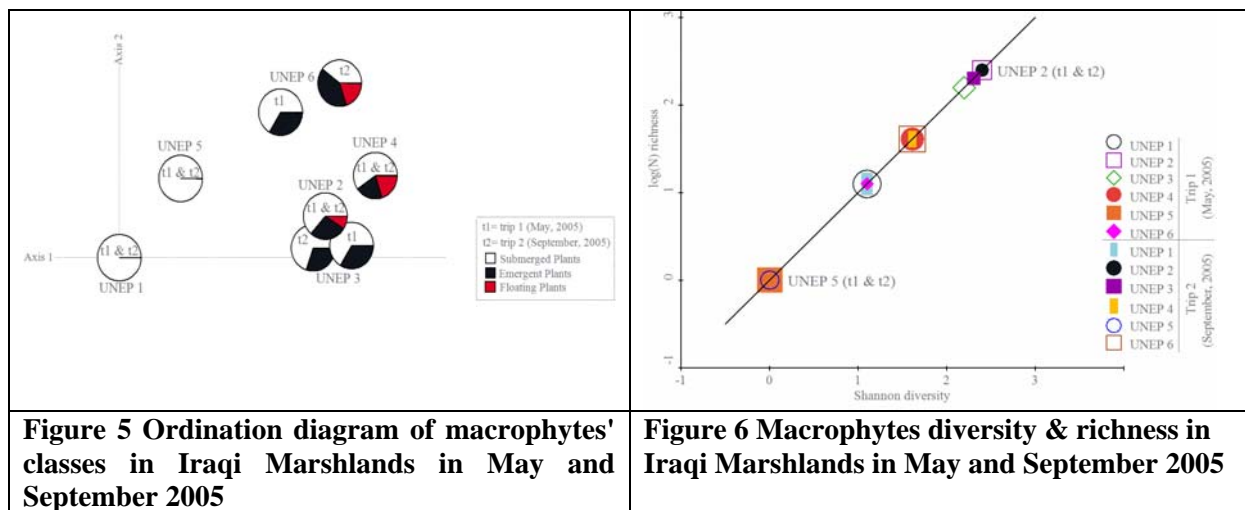 Axis 2
UNEP 6
t2
t1
UNEP 5
t1 & t2
UNEP 4
t1 & t2
UNEP 2
t1 & t2
t2
t1
UNEP 3
Axis 1
t1 & t2
UNEP 1
t1= trip 1 (May, 2005)
t2= trip 2 (September, 2005)
Submerged Plants
Emergent Plants
Floating Plants
log(N) richness
3
2
1
0
-1
-1
0
1
2
3
Shannon diversity
UNEP 2 (t1 & t2)
UNEP 5 (t1 & t2)
UNEP 1
UNEP 2
UNEP 3
UNEP 4
UNEP 5
UNEP 6
Trip 1
(May, 2005)
UNEP 1
UNEP 2
UNEP 3
UNEP 4
UNEP 5
UNEP 6
Trip 2
(September, 2005)
Figure 5 Ordination diagram of macrophytes'
classes in Iraqi Marshlands in May and
September 2005
Figure 6 Macrophytes diversity & richness in
Iraqi Marshlands in May and September 2005